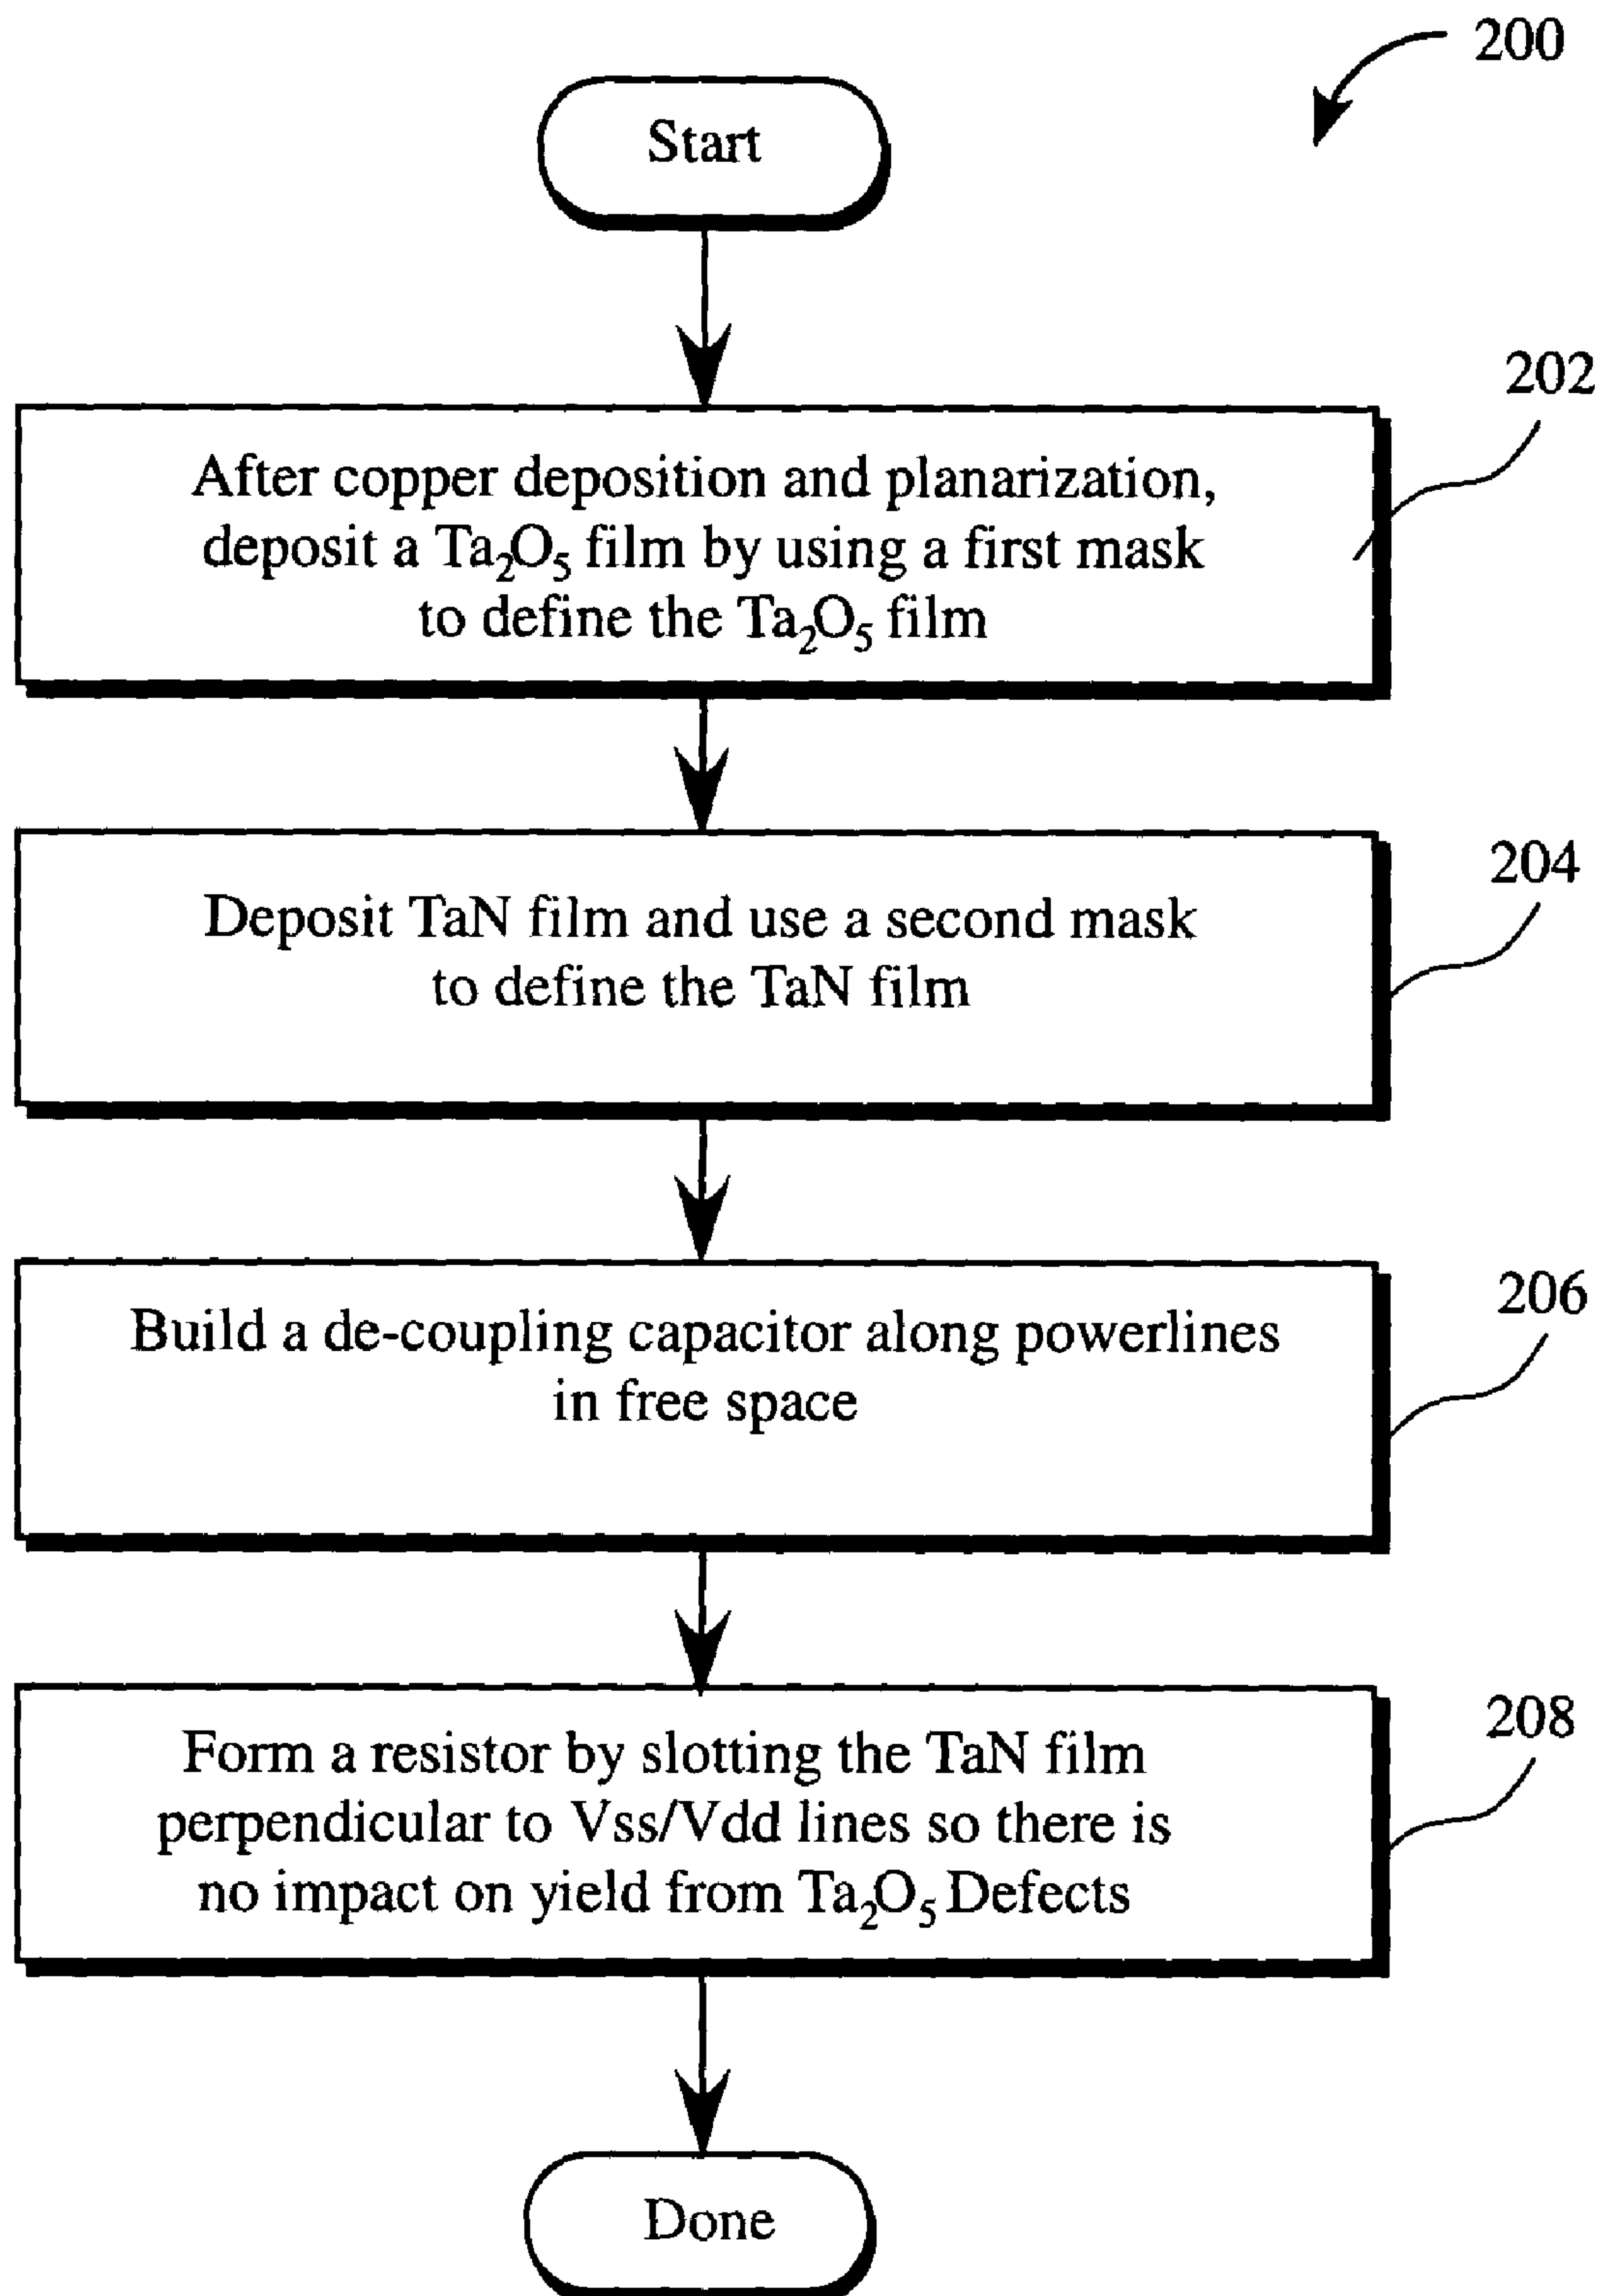 200
Start
202
After copper deposition and planarization,
deposit a Ta₂O₅ film by using a first mask
to define the Ta₂O₅ film
204
Deposit TaN film and use a second mask
to define the TaN film
206
Build a de-coupling capacitor along powerlines
in free space
208
Form a resistor by slotting the TaN film
perpendicular to Vss/Vdd lines so there is
no impact on yield from Ta₂O₅ Defects
Done